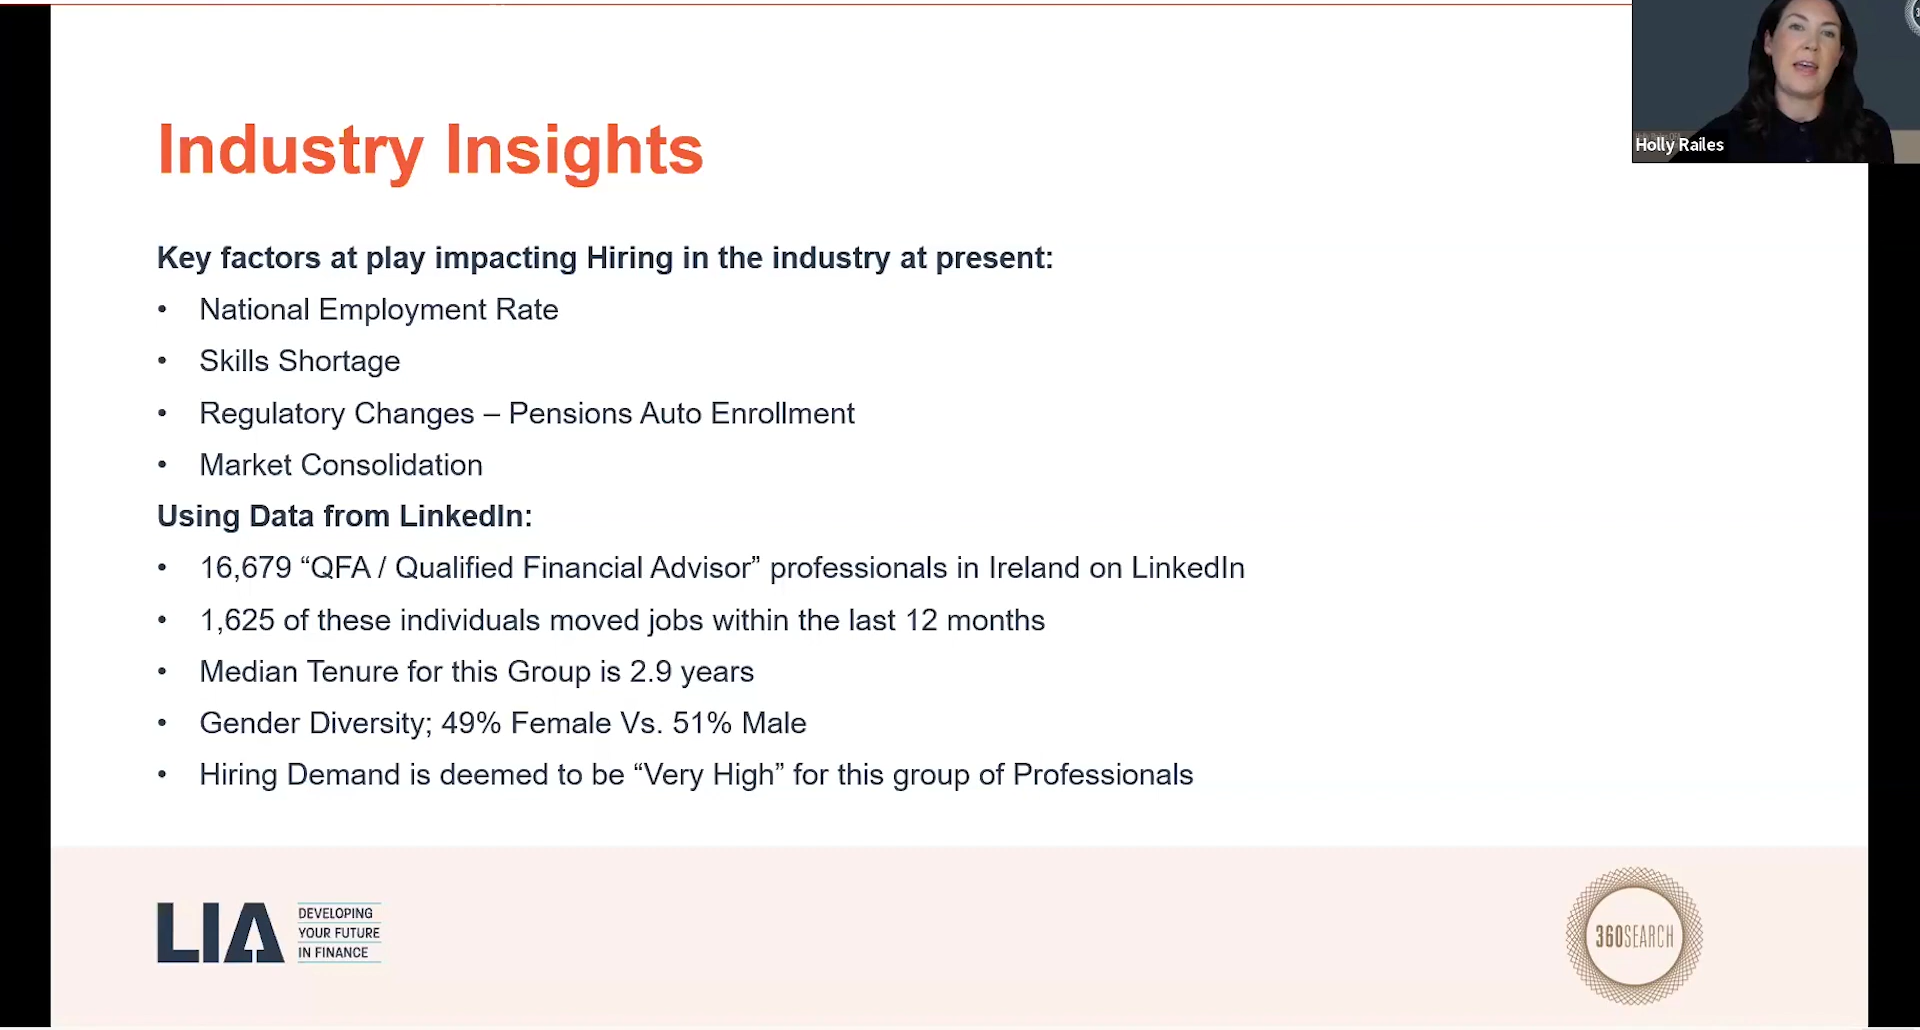 Industry Insights
Holly Railes
Key factors at play impacting Hiring in the industry at present:
• National Employment Rate
• Skills Shortage
• Regulatory Changes – Pensions Auto Enrollment
• Market Consolidation
Using Data from LinkedIn:
• 16,679 “QFA / Qualified Financial Advisor” professionals in Ireland on LinkedIn
• 1,625 of these individuals moved jobs within the last 12 months
• Median Tenure for this Group is 2.9 years
• Gender Diversity; 49% Female Vs. 51% Male
• Hiring Demand is deemed to be “Very High” for this group of Professionals
LIA
DEVELOPING
YOUR FUTURE
IN FINANCE
360SEARCH